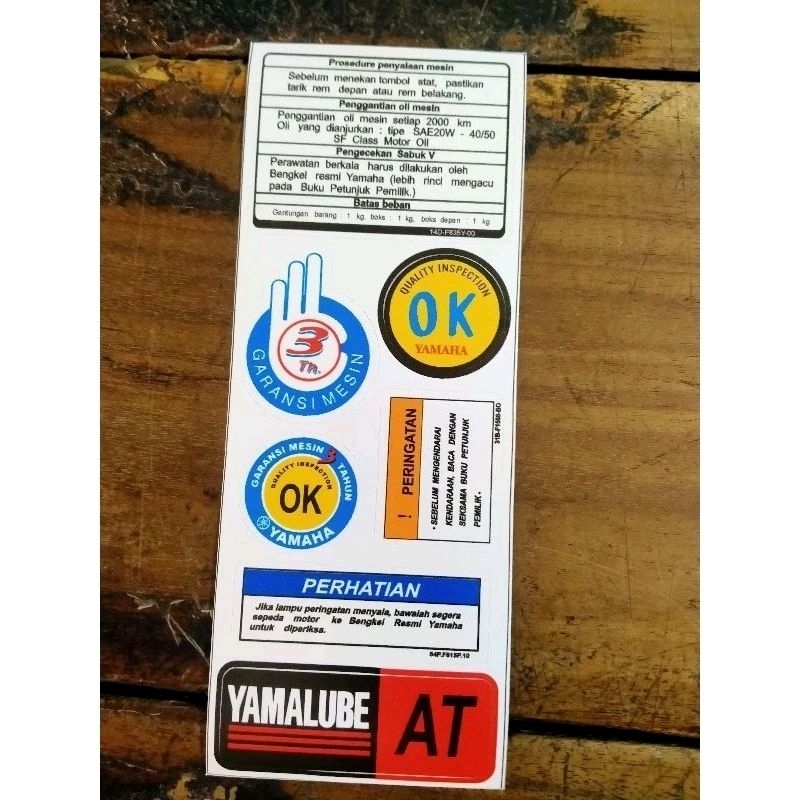 Prosedure penyalaan mesin
Sebelum menekan tombol stat, pastikan
tarik rem depan atau rem belakang.
Penggantian oli mesin
Penggantian oli mesin setiap 2000 km
Oli yang dianjurkan : tipe SAE20W - 40/50
SF Class Motor Oli
Pengecekan Sabuk V
Perawatan berkala harus dilakukan oleh
Bengkel resmi Yamaha (lebih rinci mengacu
pada Buku Petunjuk Pemilik.)
Batas beban
Gantungan barang : 1 kg, boks : 1 kg, boks depan : 1 kg
14D-F835Y-00
3
Th.
GARANSI MESIN
QUALITY INSPECTION
OK
YAMAHA
! PERINGATAN
• SEBELUM MENGENDARAI
KENDARAAN, BACA DENGAN
SEKSAMA BUKU PETUNJUK
PEMILIK •
GARANSI MESIN 3 TAHUN
QUALITY INSPECTION
OK
YAMAHA
PERHATIAN
Jika lampu peringatan menyala, bawalah segera
sepeda motor ke Bengkel Resmi Yamaha
untuk diperiksa.
YAMALUBE
AT